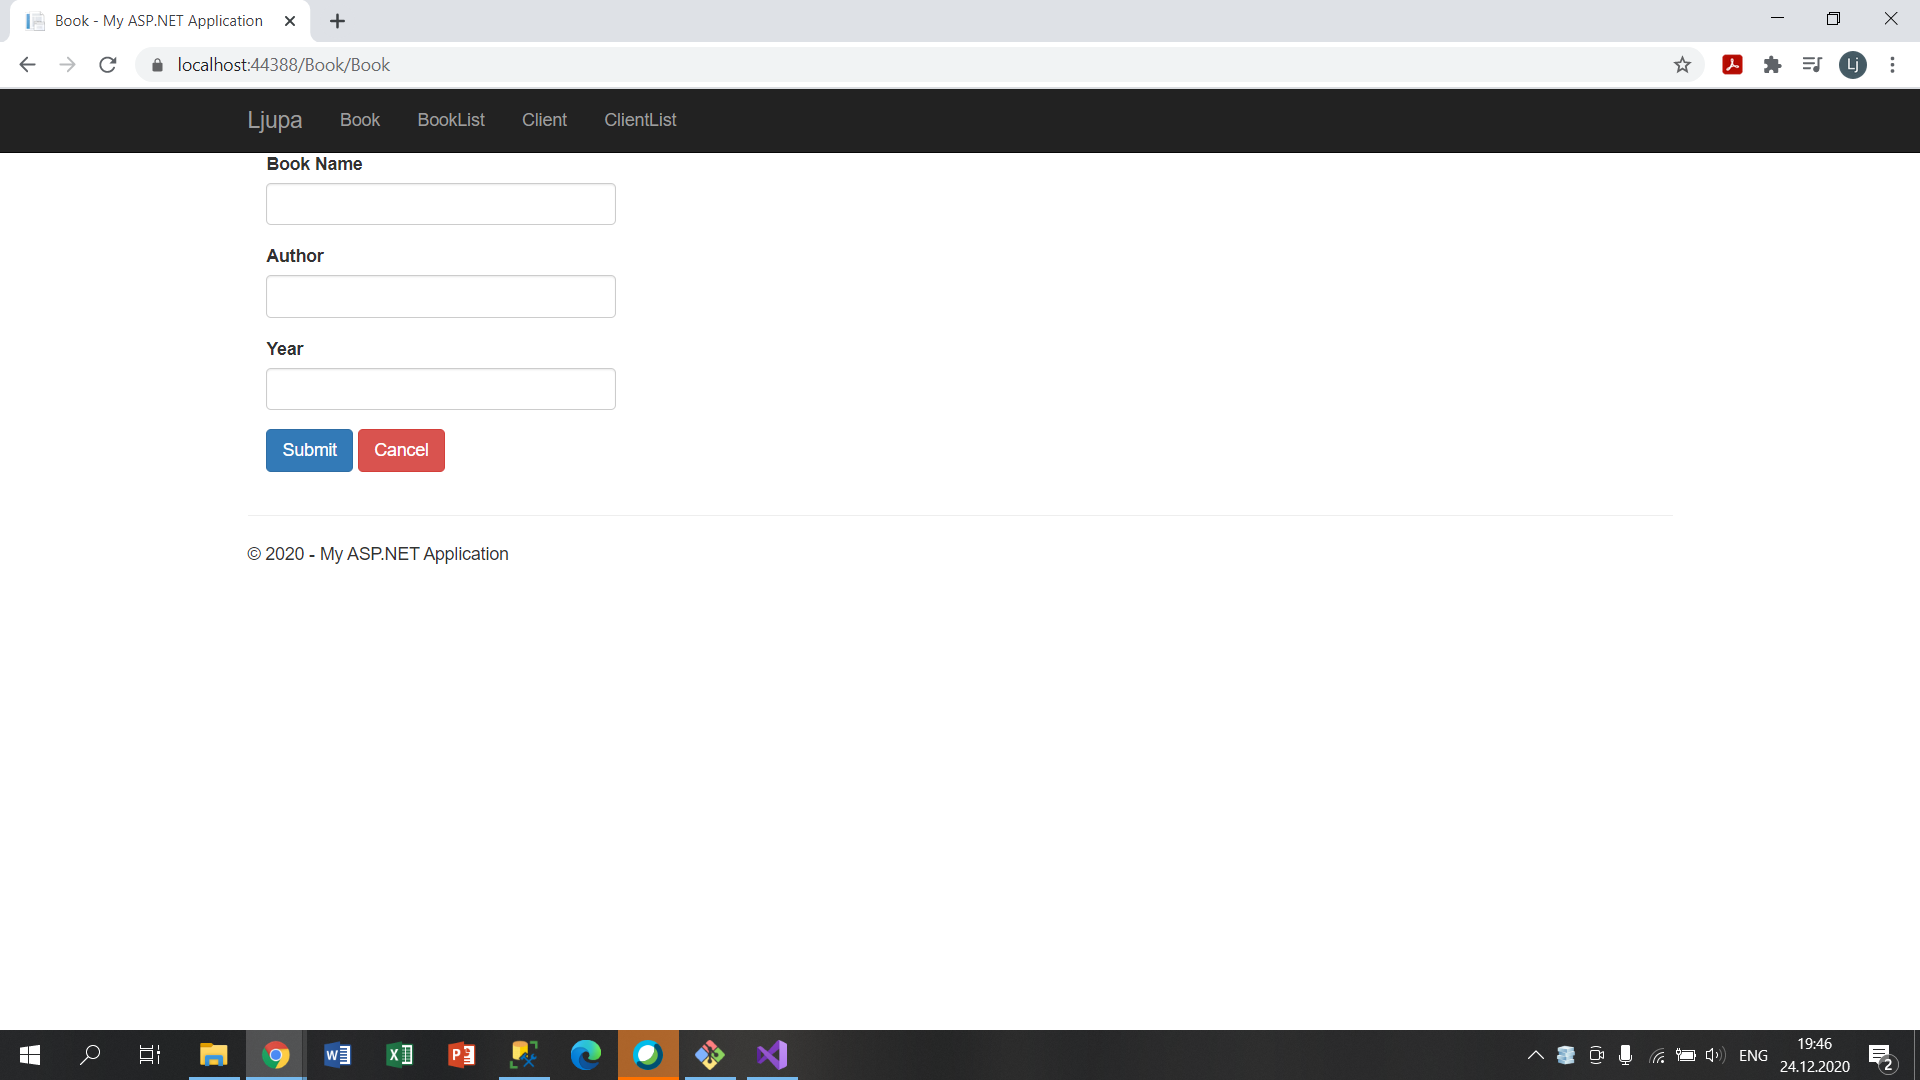 Book - My ASP.NET Application
localhost:44388/Book/Book
Lj
Ljupa Book BookList Client ClientList
Book Name
Author
Year
Submit Cancel
© 2020 - My ASP.NET Application
ENG
19:46
24.12.2020
2